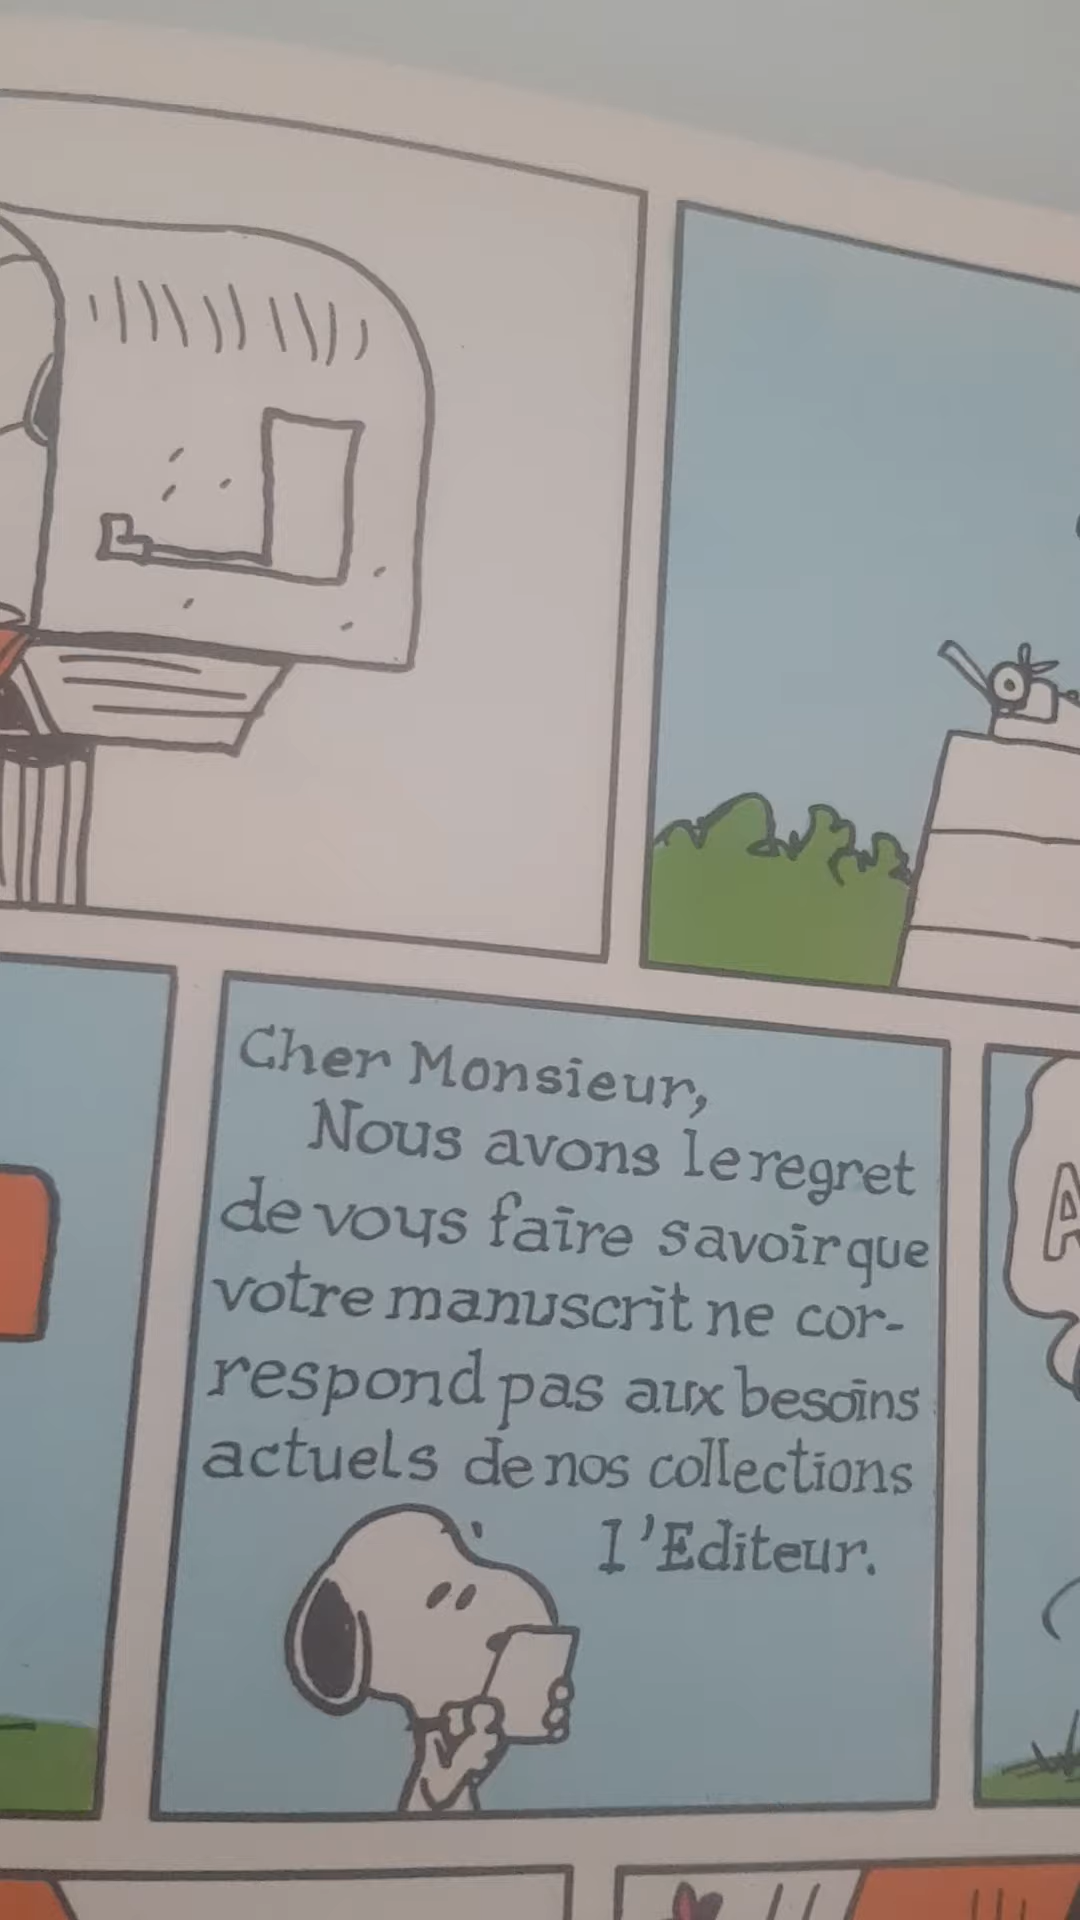 Cher Monsieur,
Nous avons le regret
de vous faire savoir que
votre manuscrit ne cor-
respond pas aux besoins
actuels de nos collections
l'Editeur.
A